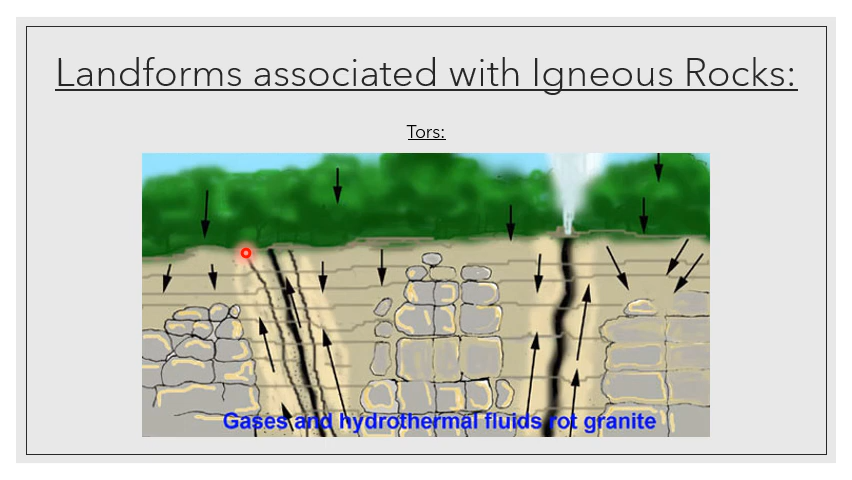 Landforms associated with Igneous Rocks:
Tors:
Gases and hydrothermal fluids rot granite